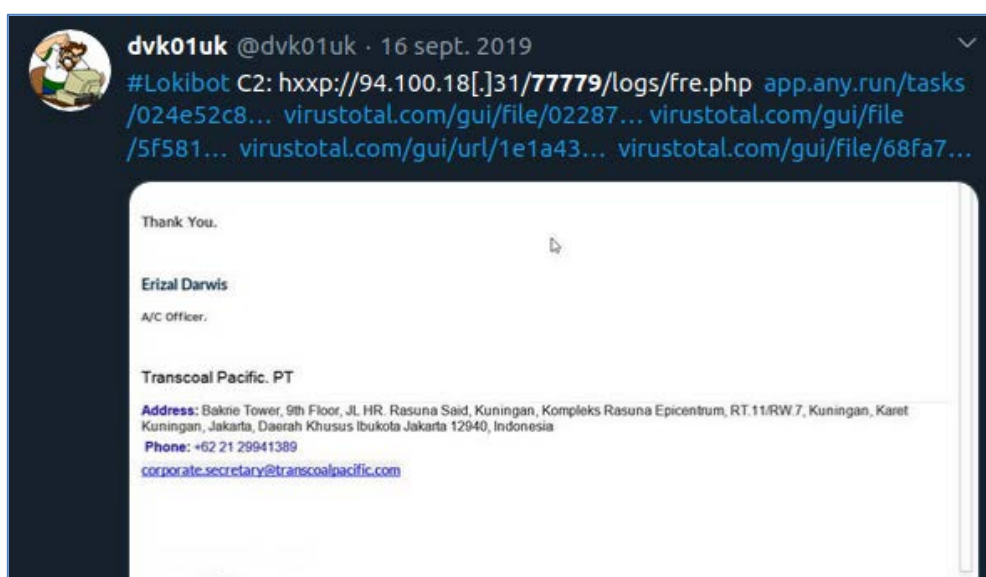 dvk01uk @dvk01uk · 16 sept. 2019
#Lokibot C2: hxxp://94.100.18[.]31/77779/logs/fre.php app.any.run/tasks
/024e52c8… virustotal.com/gui/file/02287… virustotal.com/gui/file
/5f581… virustotal.com/gui/url/1e1a43… virustotal.com/gui/file/68fa7…
Thank You.
Erizal Darwis
A/C Officer.
Transcoal Pacific. PT
Address: Bakrie Tower, 9th Floor, JL. HR. Rasuna Said, Kuningan, Kompleks Rasuna Epicentrum, RT.11/RW.7, Kuningan, Karet
Kuningan, Jakarta, Daerah Khusus Ibukota Jakarta 12940, Indonesia
Phone: +62 21 29941389
corporate.secretary@transcoalpacific.com